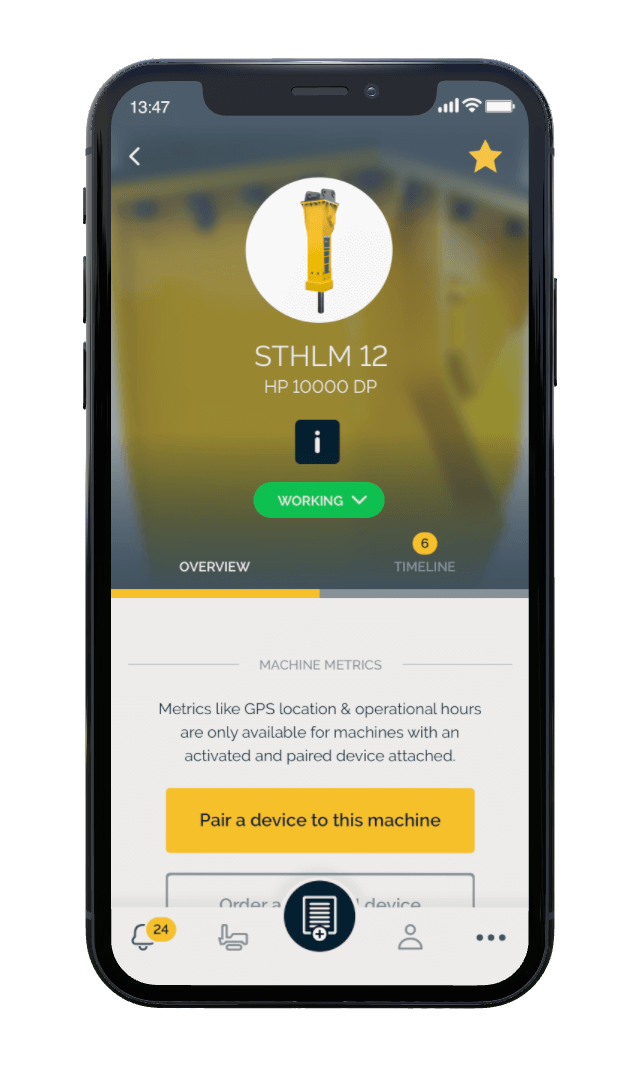 13:47
STHLM 12
HP 10000 DP
i
WORKING
6
OVERVIEW
TIMELINE
MACHINE METRICS
Metrics like GPS location & operational hours
are only available for machines with an
activated and paired device attached.
Pair a device to this machine
Order a device
24